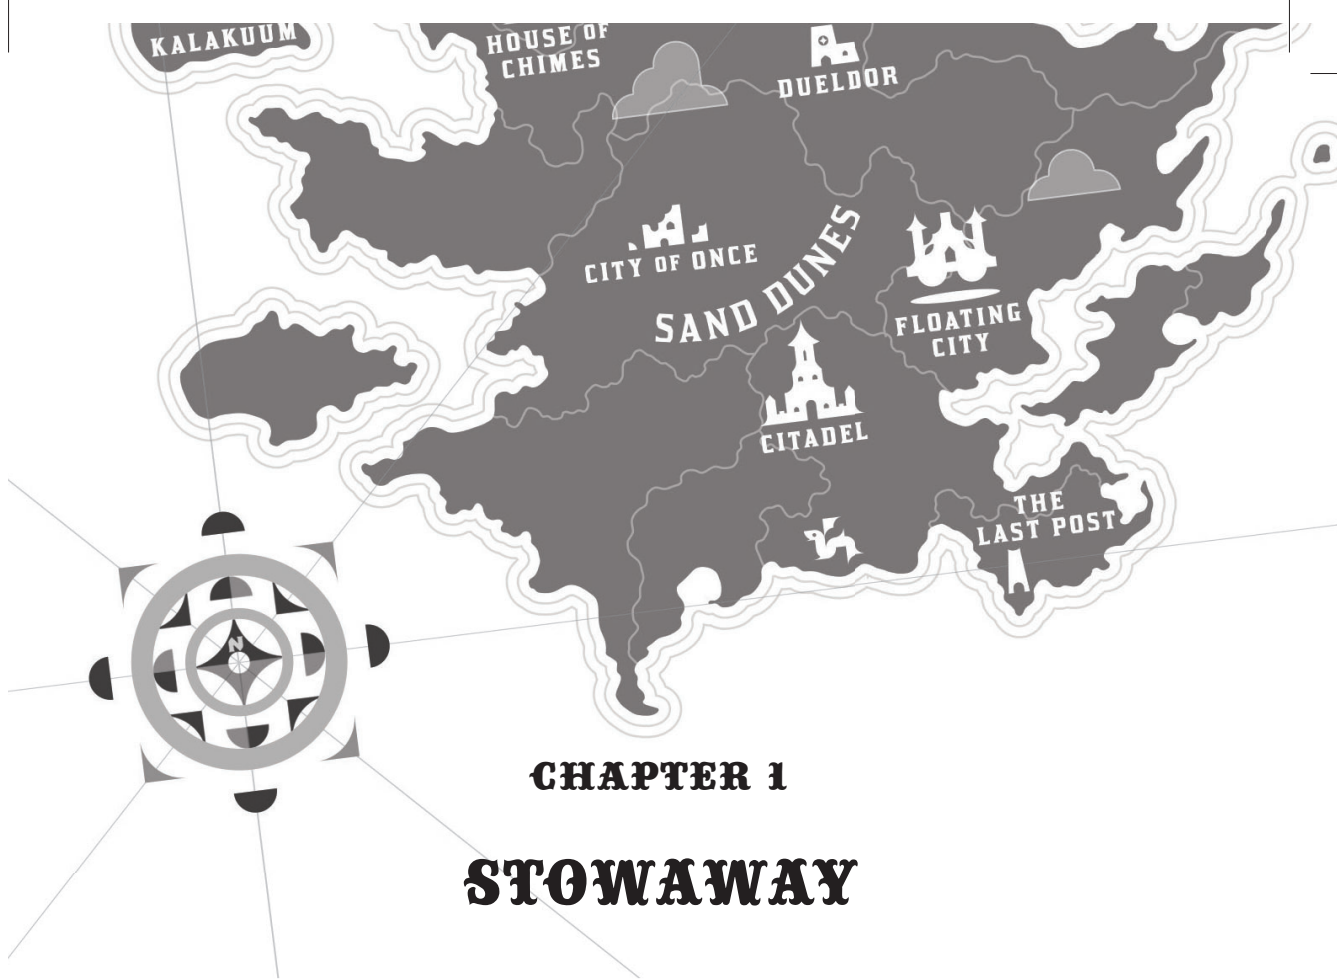 KALAKUUM
HOUSE OF
CHIMES
DUELDOR
CITY OF ONCE
SAND DUNES
FLOATING
CITY
CITADEL
THE
LAST POST
N
CHAPTER 1
STOWAWAY